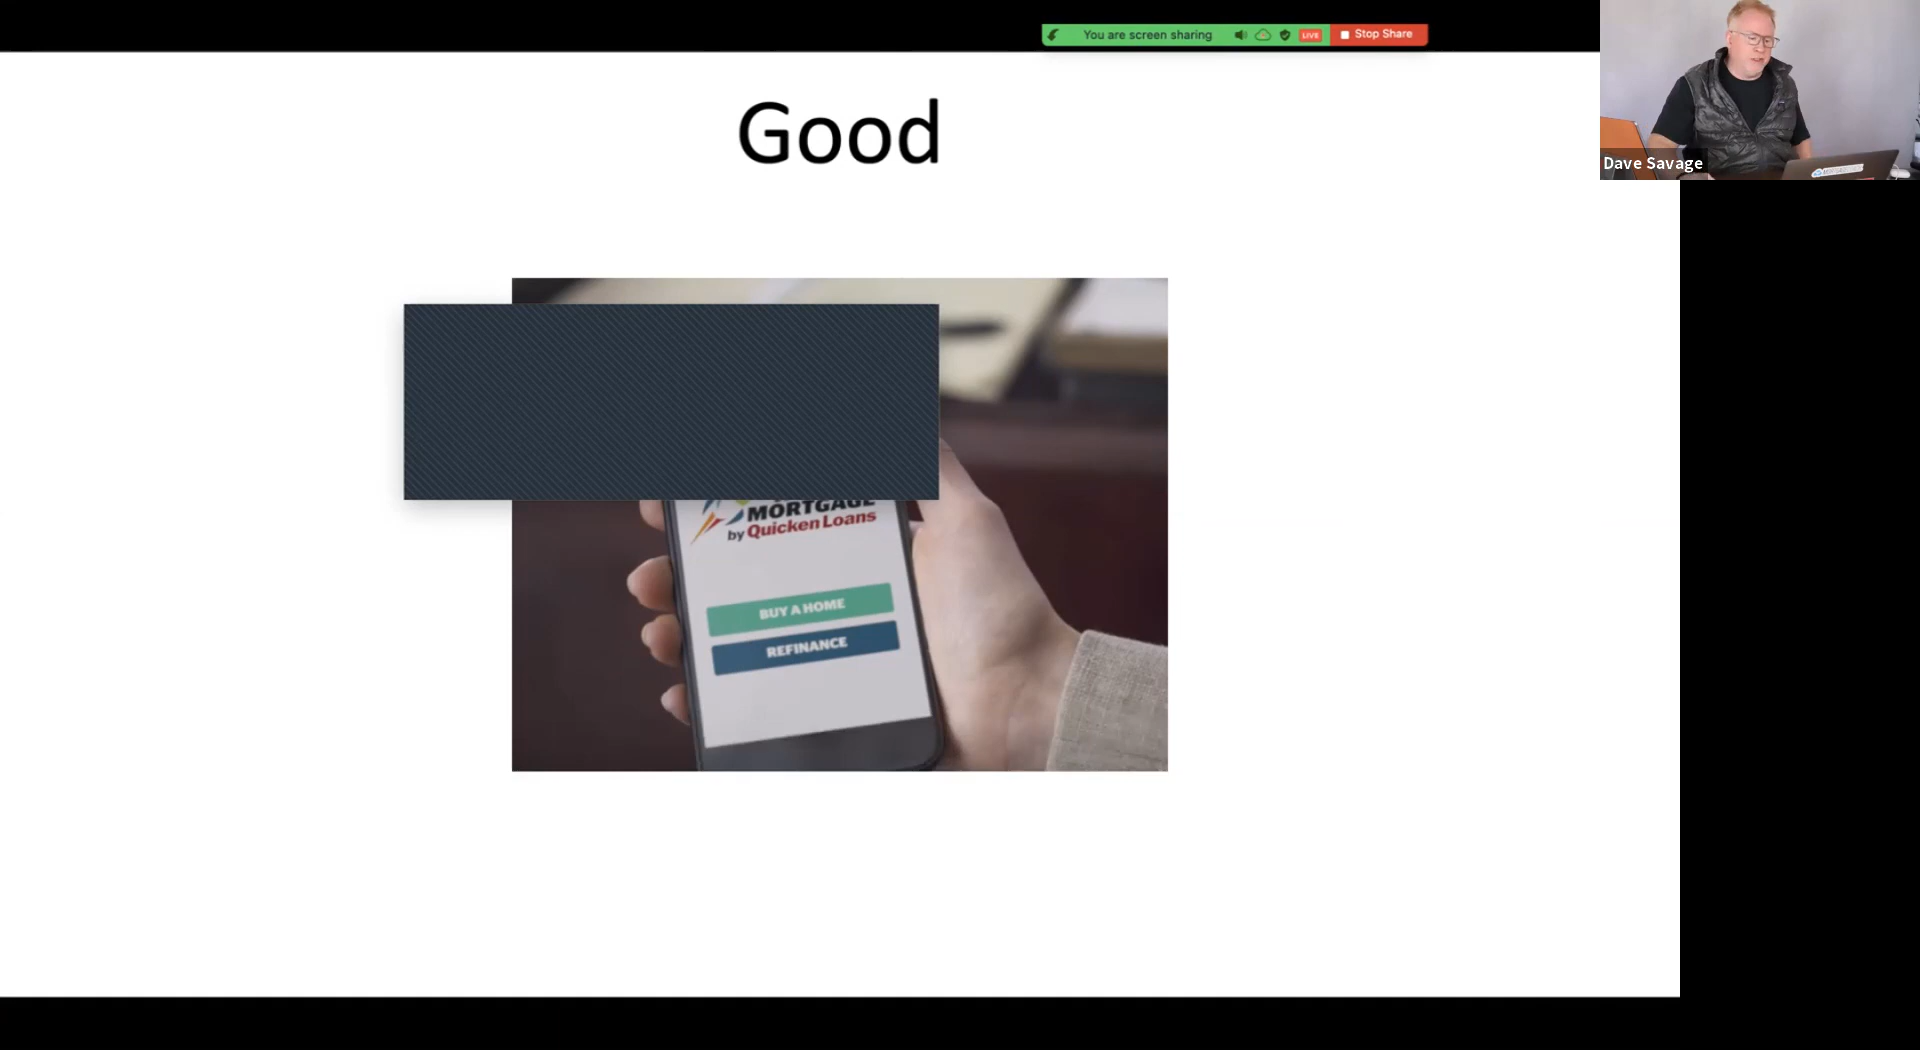 You are screen sharing
LIVE
Stop Share
Dave Savage
Good
MORTGAGE
by Quicken Loans
BUY A HOME
REFINANCE